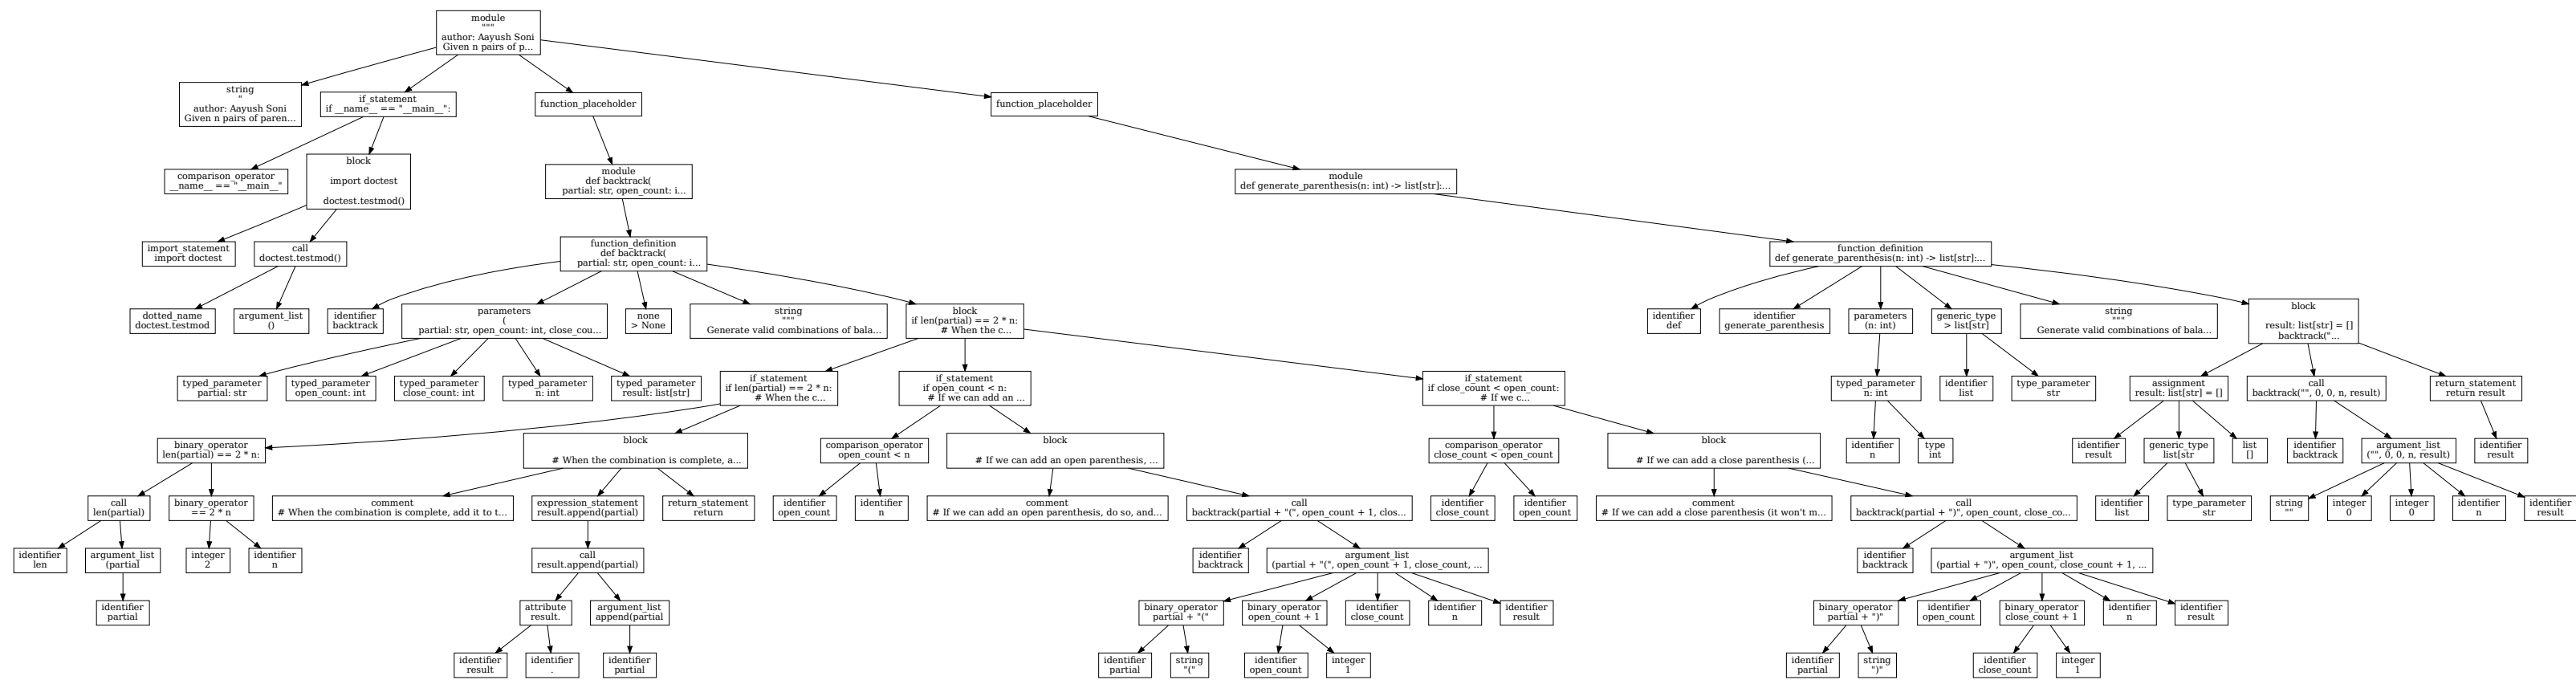 module
"""
author: Aayush Soni
Given n pairs of p...
string
"
author: Aayush Soni
Given n pairs of paren...
if_statement
if __name__ == "__main__":
function_placeholder
function_placeholder
comparison_operator
__name__ == "__main__"
block
import doctest
doctest.testmod()
module
def backtrack(
partial: str, open_count: i...
module
def generate_parenthesis(n: int) -> list[str]:...
import_statement
import doctest
call
doctest.testmod()
function_definition
def backtrack(
partial: str, open_count: i...
function_definition
def generate_parenthesis(n: int) -> list[str]:...
dotted_name
doctest.testmod
argument_list
()
identifier
backtrack
parameters
(
partial: str, open_count: int, close_cou...
none
> None
string
"""
Generate valid combinations of bala...
block
if len(partial) == 2 * n:
# When the c...
identifier
def
identifier
generate_parenthesis
parameters
(n: int)
generic_type
> list[str]
string
"""
Generate valid combinations of bala...
block
result: list[str] = []
backtrack("...
typed_parameter
partial: str
typed_parameter
open_count: int
typed_parameter
close_count: int
typed_parameter
n: int
typed_parameter
result: list[str]
if_statement
if len(partial) == 2 * n:
# When the c...
if_statement
if open_count < n:
# If we can add an ...
if_statement
if close_count < open_count:
# If we c...
typed_parameter
n: int
identifier
list
type_parameter
str
assignment
result: list[str] = []
call
backtrack("", 0, 0, n, result)
return_statement
return result
binary_operator
len(partial) == 2 * n:
block
# When the combination is complete, a...
comparison_operator
open_count < n
block
# If we can add an open parenthesis, ...
comparison_operator
close_count < open_count
block
# If we can add a close parenthesis (...
identifier
n
type
int
identifier
result
generic_type
list[str
list
[]
identifier
backtrack
argument_list
("", 0, 0, n, result)
identifier
result
call
len(partial)
binary_operator
== 2 * n
comment
# When the combination is complete, add it to t...
expression_statement
result.append(partial)
return_statement
return
identifier
open_count
identifier
n
comment
# If we can add an open parenthesis, do so, and...
call
backtrack(partial + "(", open_count + 1, clos...
identifier
close_count
identifier
open_count
comment
# If we can add a close parenthesis (it won't m...
call
backtrack(partial + ")", open_count, close_co...
identifier
list
type_parameter
str
string
""
integer
0
integer
0
identifier
n
identifier
result
identifier
len
argument_list
(partial
integer
2
identifier
n
call
result.append(partial)
identifier
backtrack
argument_list
(partial + "(", open_count + 1, close_count, ...
identifier
backtrack
argument_list
(partial + ")", open_count, close_count + 1, ...
identifier
partial
attribute
result.
argument_list
append(partial
binary_operator
partial + "("
binary_operator
open_count + 1
identifier
close_count
identifier
n
identifier
result
binary_operator
partial + ")"
identifier
open_count
binary_operator
close_count + 1
identifier
n
identifier
result
identifier
result
identifier
.
identifier
partial
identifier
partial
string
"("
identifier
open_count
integer
1
identifier
partial
string
")"
identifier
close_count
integer
1